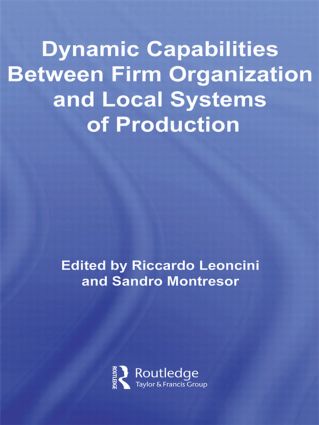 Dynamic Capabilities
Between Firm Organization
and Local Systems
of Production
Edited by Riccardo Leoncini
and Sandro Montresor
ROUTLEDGE
Routledge
Taylor & Francis Group